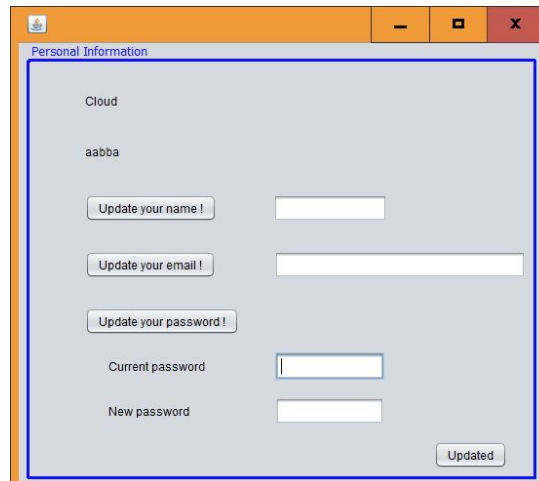 Personal Information
Cloud
aabba
Update your name !
Update your email !
Update your password !
Current password
New password
Updated